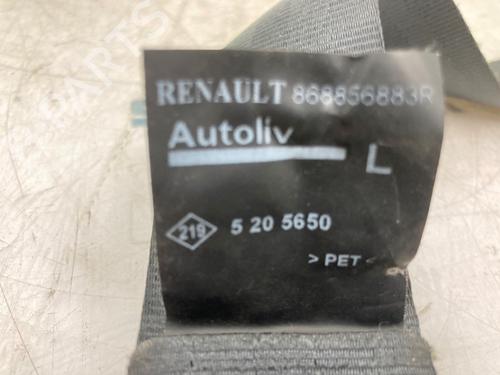 RENAULT 868856883R
Autoliv
L
219 5 20 5650
> PET <